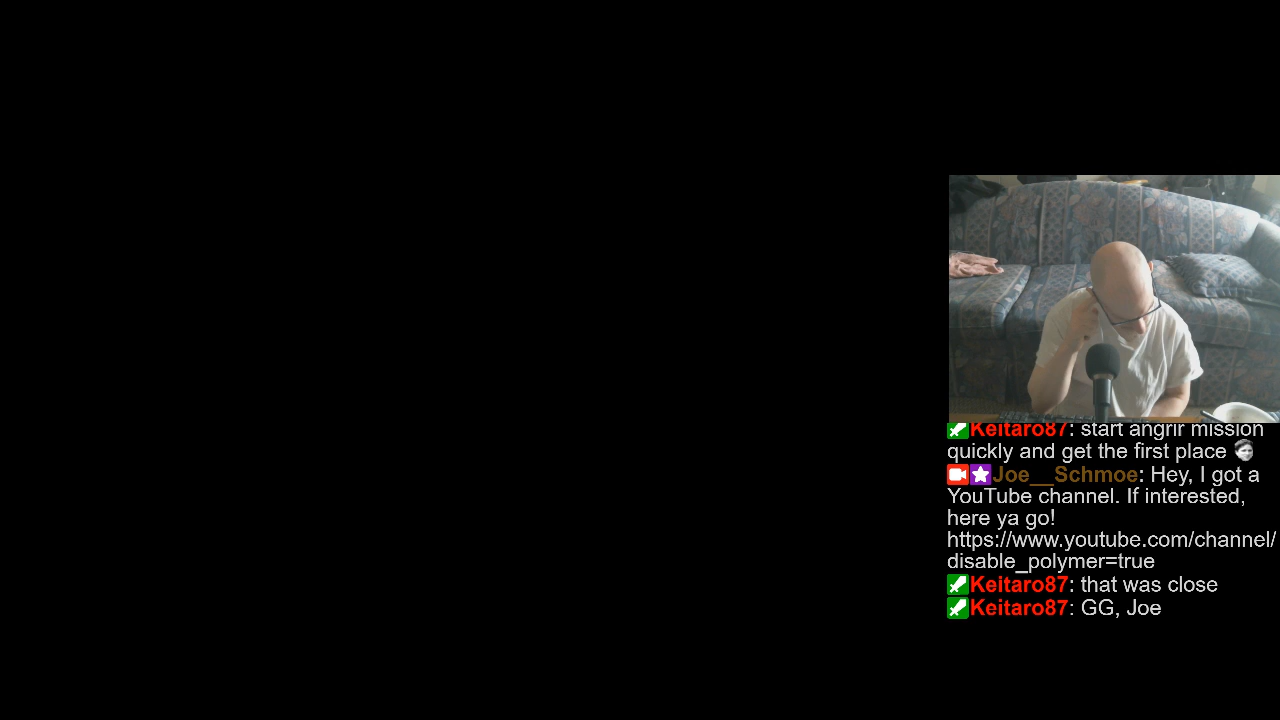 Keitaro87: start angrir mission
quickly and get the first place
Joe__Schmoe: Hey, I got a
YouTube channel. If interested,
here ya go!
https://www.youtube.com/channel/
disable_polymer=true
Keitaro87: that was close
Keitaro87: GG, Joe